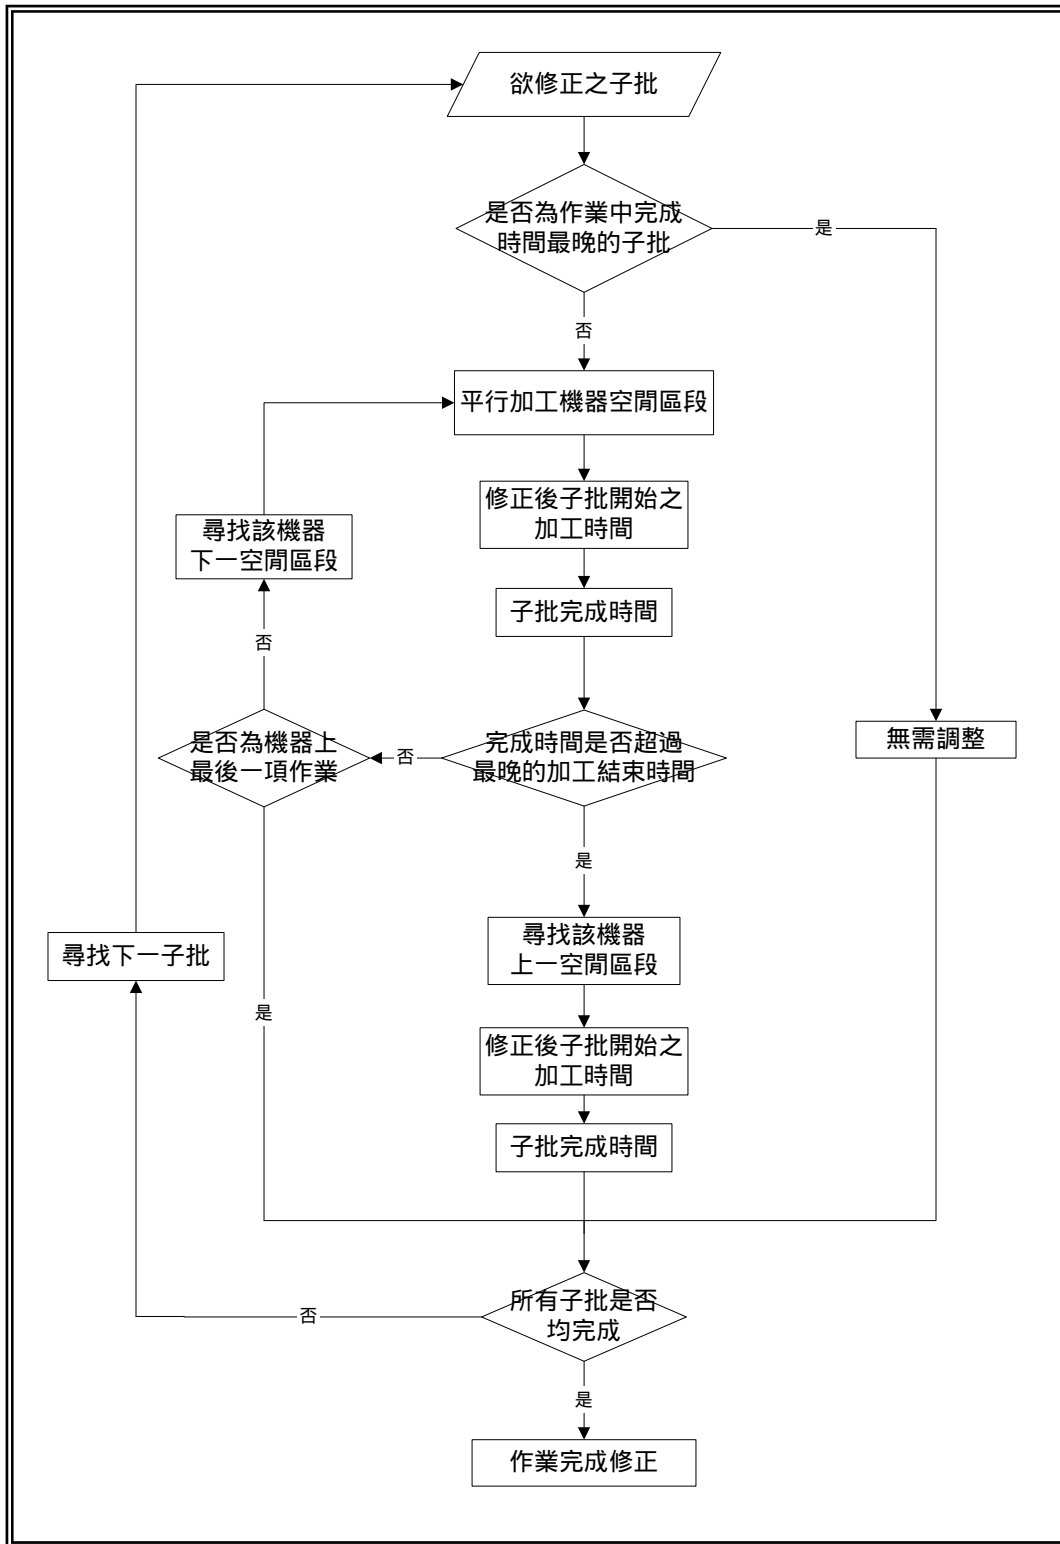 欲修正之子批
是否為作業中完成
時間最晚的子批
是
否
平行加工機器空閒區段
修正後子批開始之
加工時間
尋找該機器
下一空閒區段
子批完成時間
否
是否為機器上
最後一項作業
否
完成時間是否超過
最晚的加工結束時間
無需調整
是
尋找該機器
上一空閒區段
尋找下一子批
是
修正後子批開始之
加工時間
子批完成時間
所有子批是否
均完成
否
是
作業完成修正